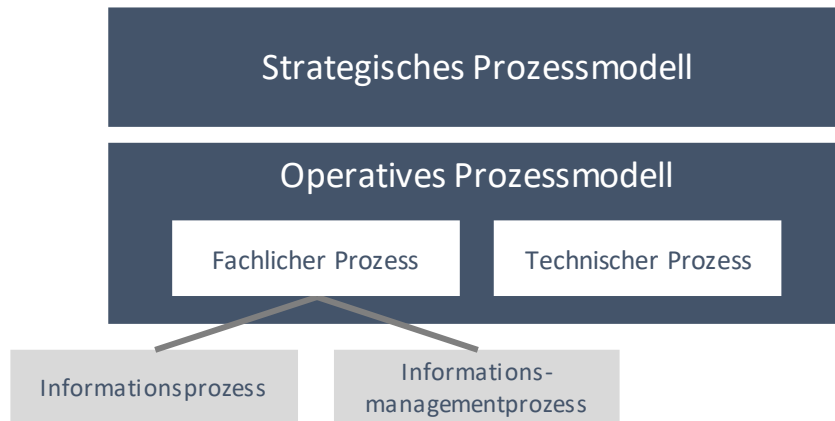 Strategisches Prozessmodell
Operatives Prozessmodell
Fachlicher Prozess
Technischer Prozess
Informationsprozess
Informations-
managementprozess